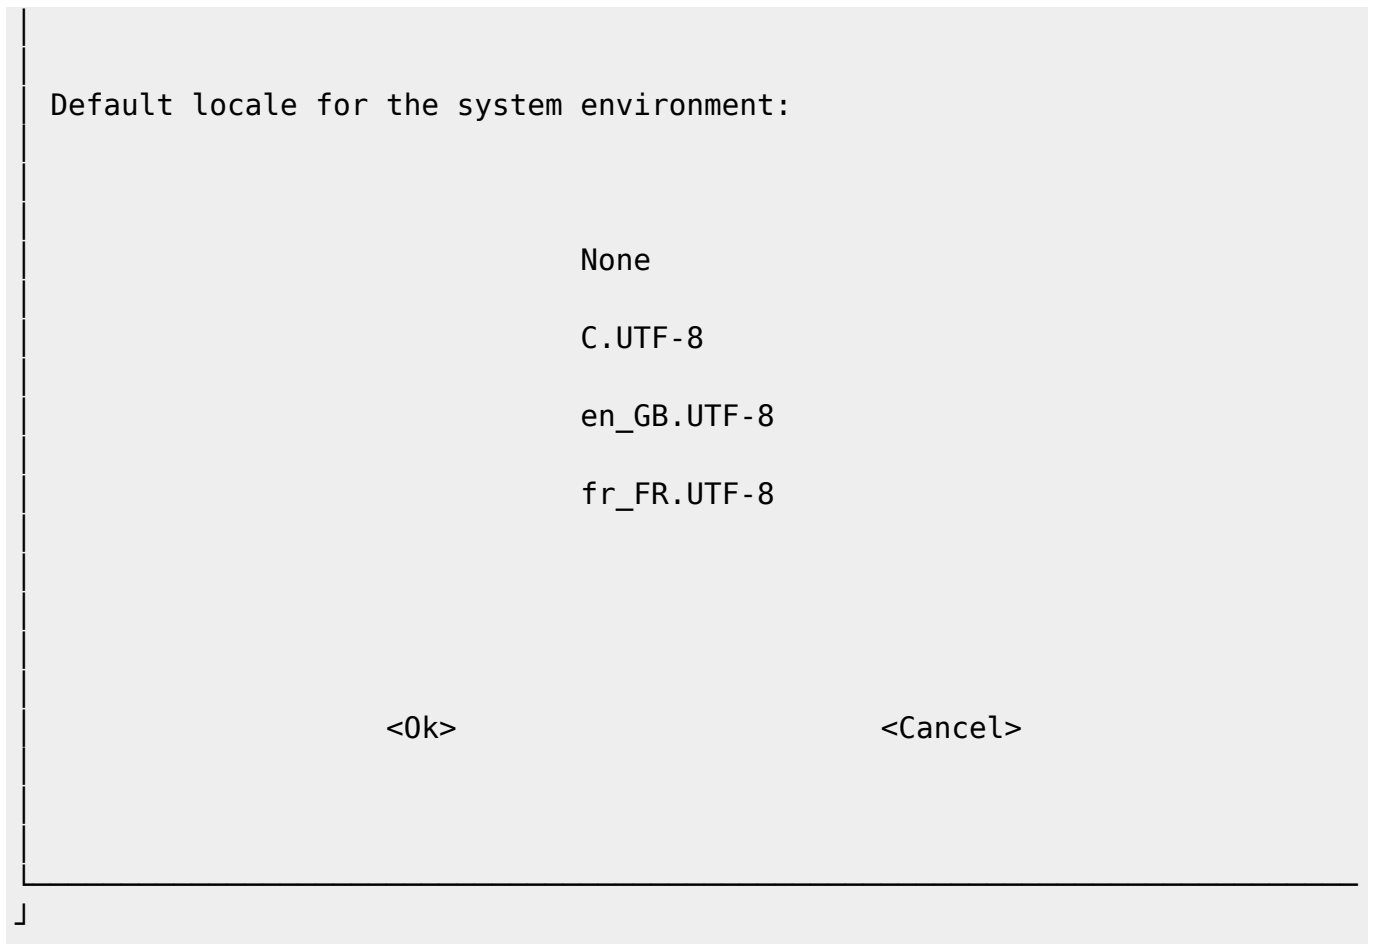 Default locale for the system environment:
None
C.UTF-8
en_GB.UTF-8
fr_FR.UTF-8
<Ok> <Cancel>